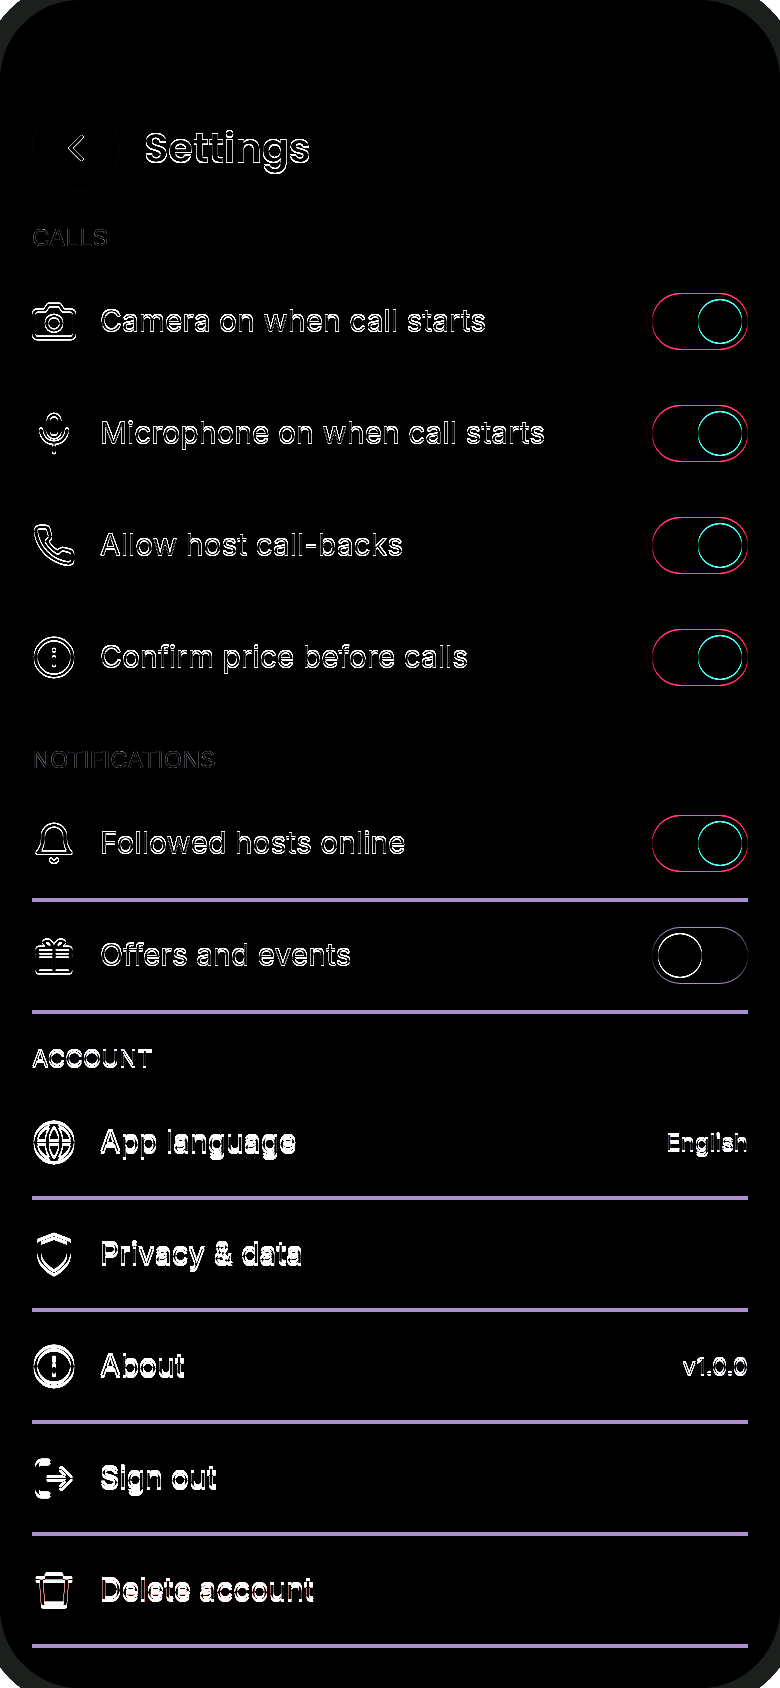 Settings
CALLS
Camera on when call starts
Microphone on when call starts
Allow host call-backs
Confirm price before calls
NOTIFICATIONS
Followed hosts online
Offers and events
ACCOUNT
App language English
Privacy & data
About v1.0.0
Sign out
Delete account